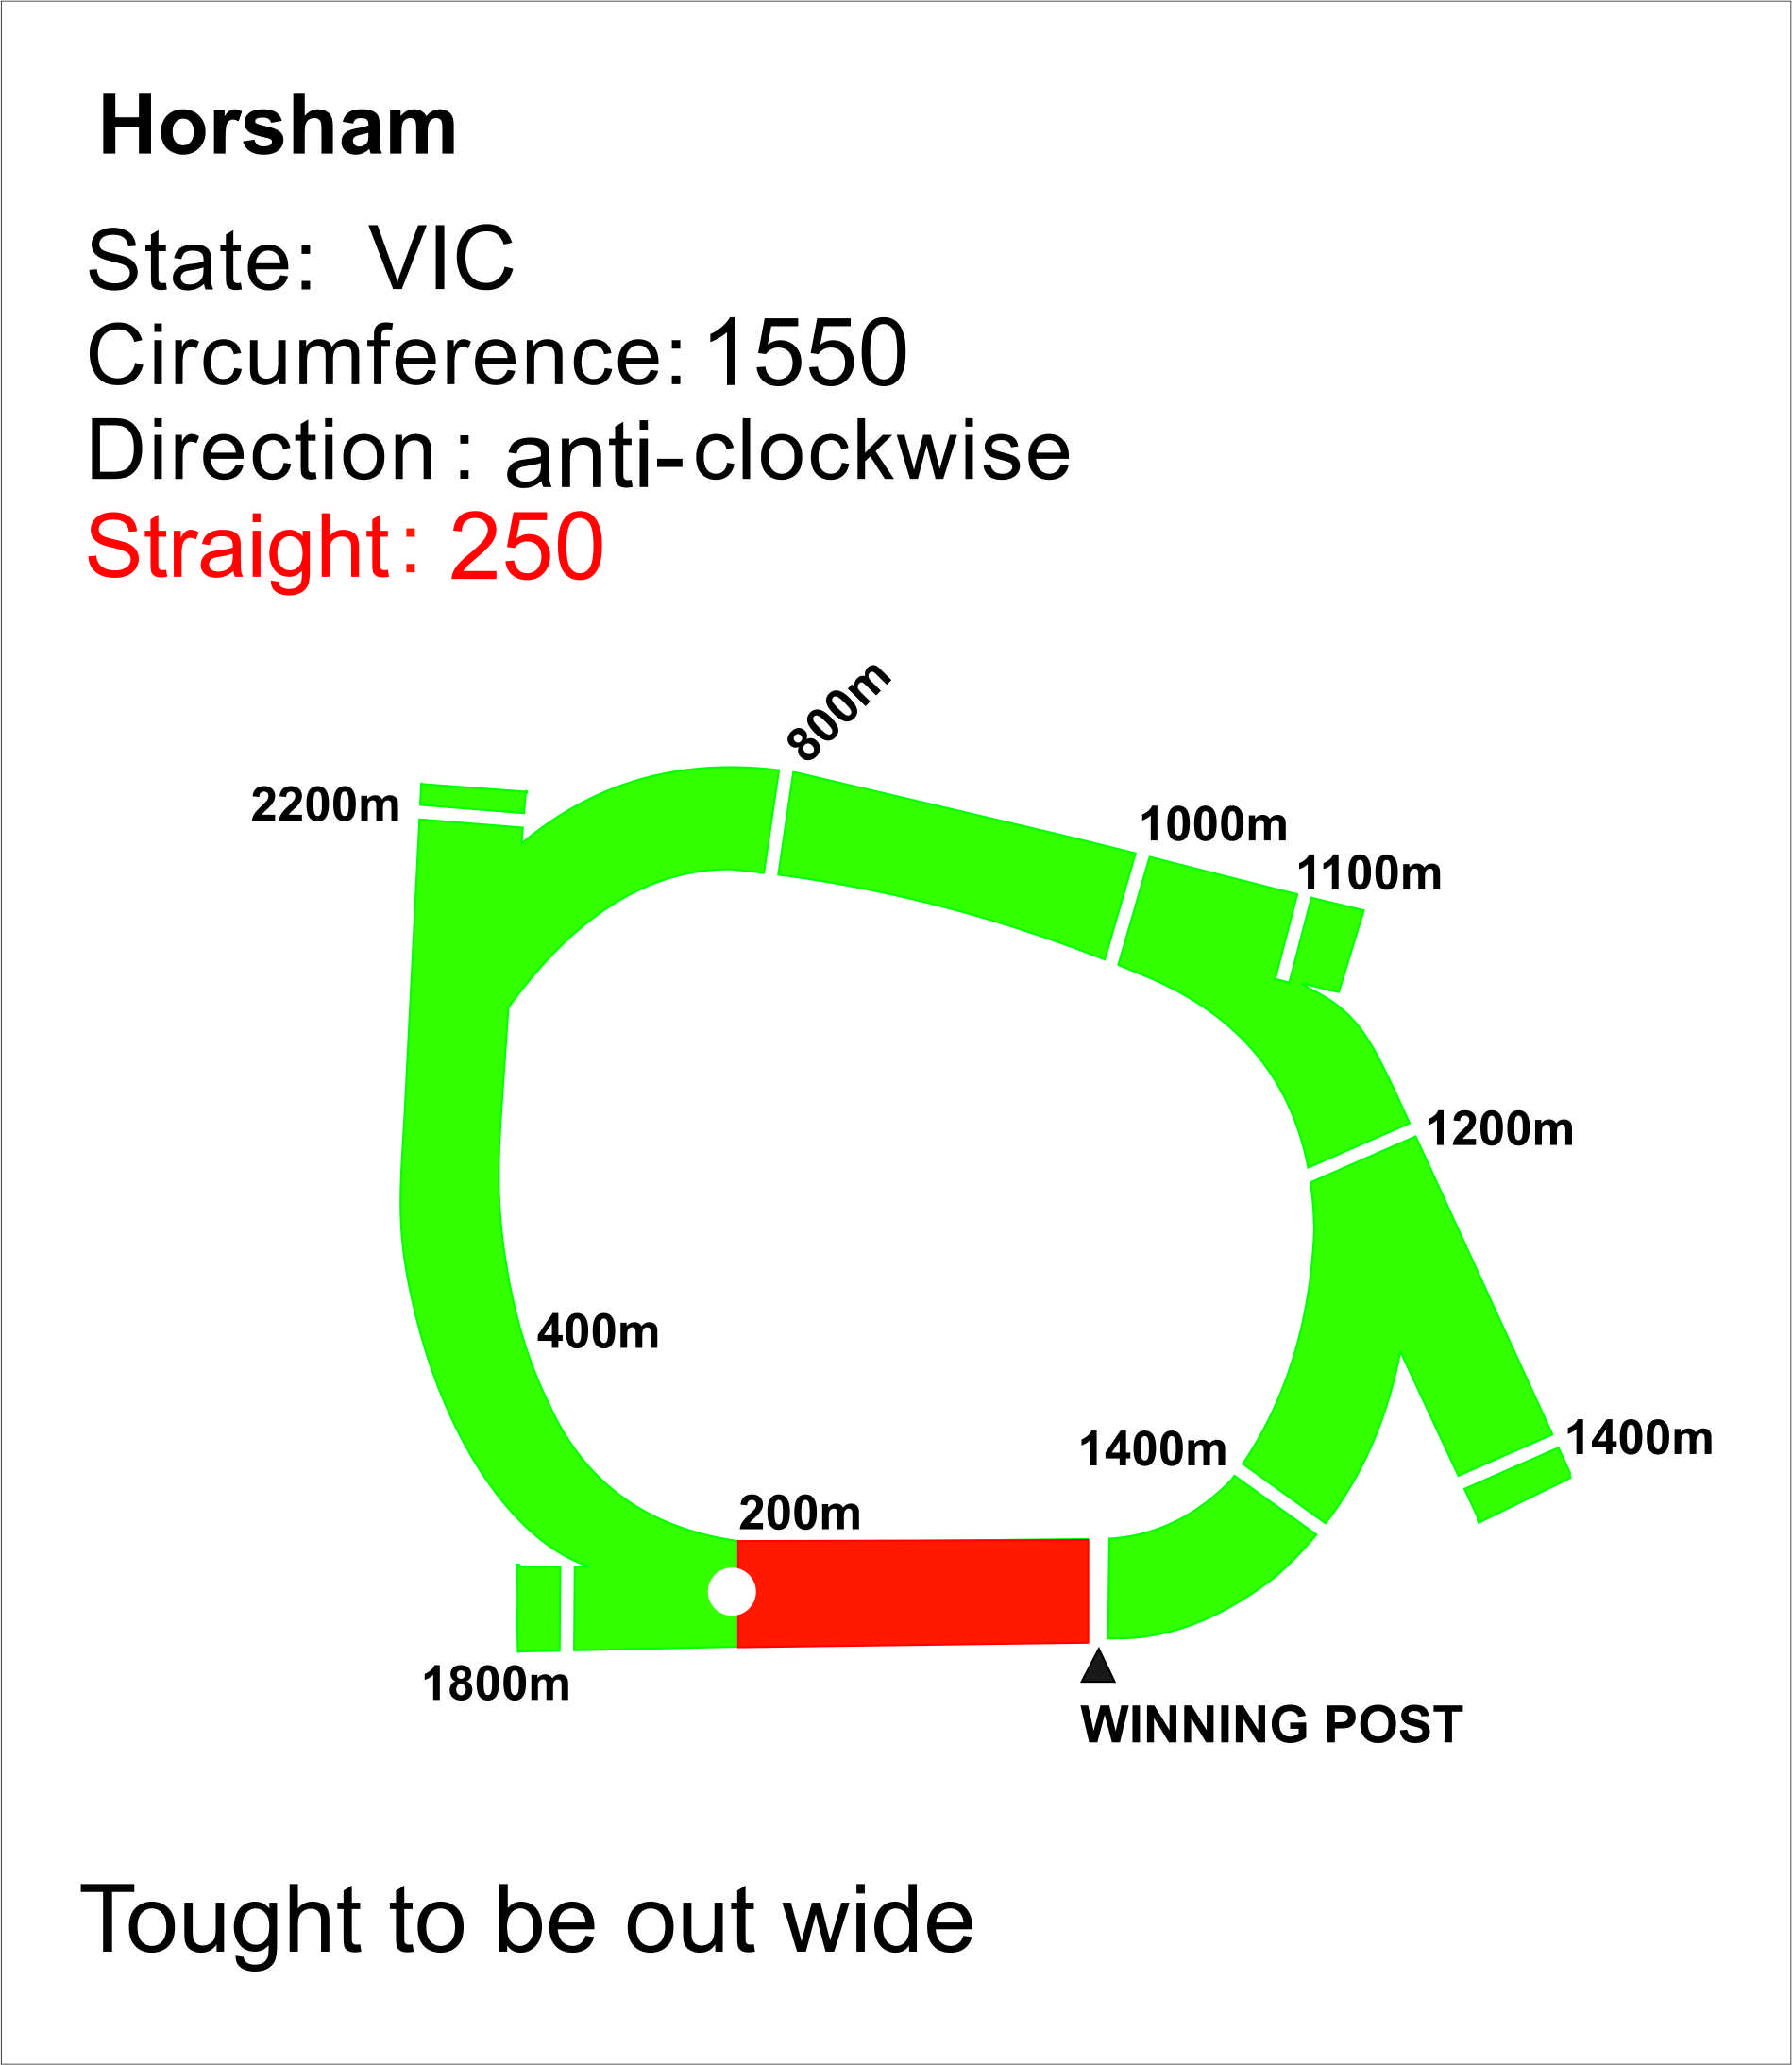 Horsham
State: VIC
Circumference: 1550
Direction : anti-clockwise
Straight : 250
800m
2200m
1000m
1100m
1200m
400m
1400m
1400m
200m
1800m
WINNING POST
Tought to be out wide